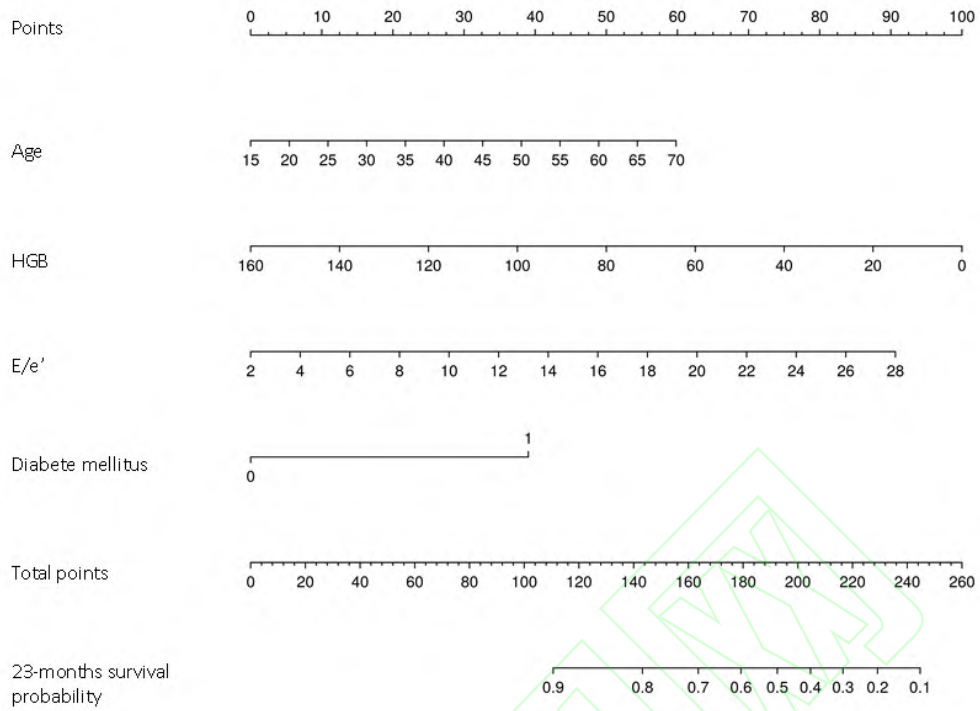 Points
0 10 20 30 40 50 60 70 80 90 100
Age
15 20 25 30 35 40 45 50 55 60 65 70
HGB
160 140 120 100 80 60 40 20 0
E/e’
2 4 6 8 10 12 14 16 18 20 22 24 26 28
Diabete mellitus
1
0
Total points
0 20 40 60 80 100 120 140 160 180 200 220 240 260
23-months survival
probability
0.9 0.8 0.7 0.6 0.5 0.4 0.3 0.2 0.1